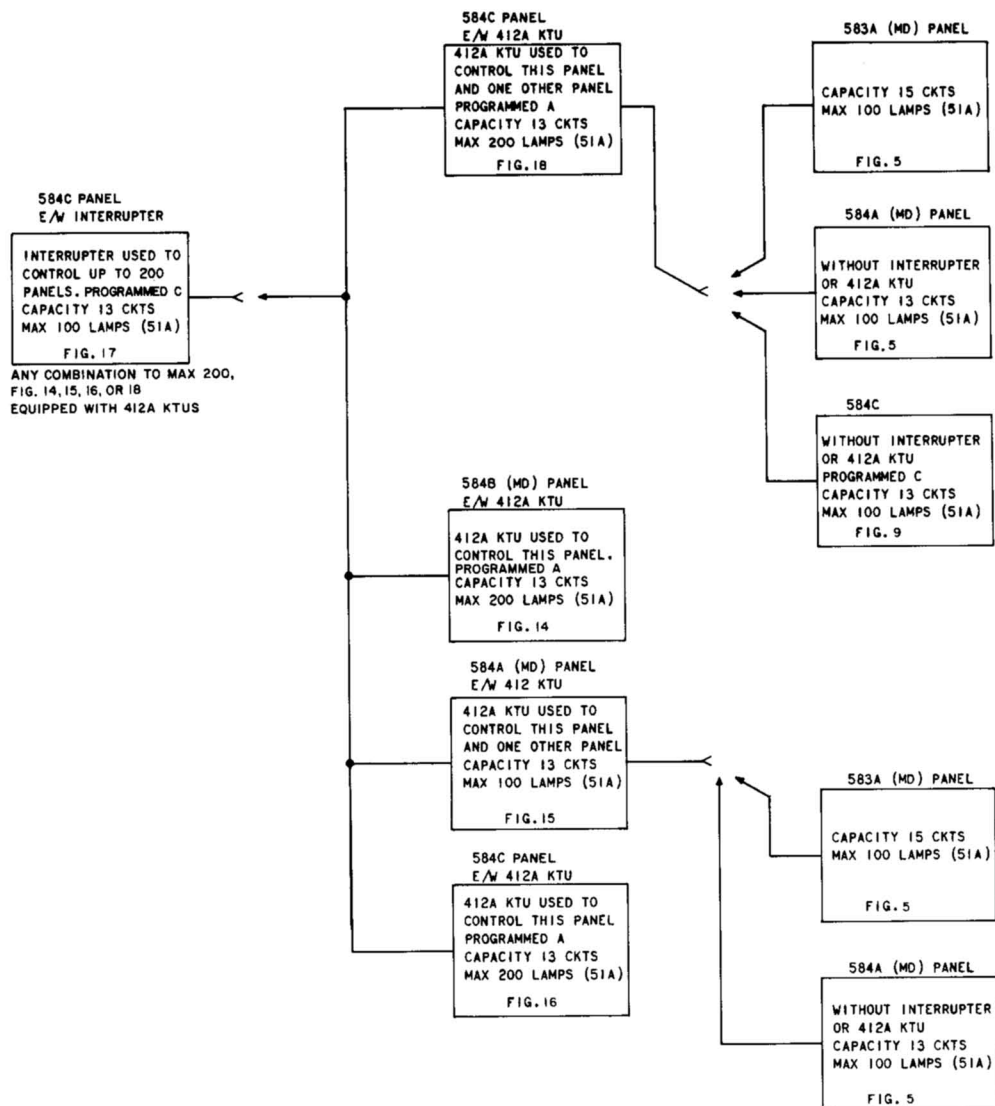 584C PANEL
E/W INTERRUPTER
INTERRUPTER USED TO
CONTROL UP TO 200
PANELS. PROGRAMMED C
CAPACITY 13 CKTS
MAX 100 LAMPS (51A)
FIG. 17
ANY COMBINATION TO MAX 200,
FIG. 14, 15, 16, OR 18
EQUIPPED WITH 412A KTUS
584C PANEL
E/W 412A KTU
412A KTU USED TO
CONTROL THIS PANEL
AND ONE OTHER PANEL
PROGRAMMED A
CAPACITY 13 CKTS
MAX 200 LAMPS (51A)
FIG. 18
584B (MD) PANEL
E/W 412A KTU
412A KTU USED TO
CONTROL THIS PANEL.
PROGRAMMED A
CAPACITY 13 CKTS
MAX 200 LAMPS (51A)
FIG. 14
584A (MD) PANEL
E/W 412 KTU
412A KTU USED TO
CONTROL THIS PANEL
AND ONE OTHER PANEL
CAPACITY 13 CKTS
MAX 100 LAMPS (51A)
FIG. 15
584C PANEL
E/W 412A KTU
412A KTU USED TO
CONTROL THIS PANEL
PROGRAMMED A
CAPACITY 13 CKTS
MAX 200 LAMPS (51A)
FIG. 16
583A (MD) PANEL
CAPACITY 15 CKTS
MAX 100 LAMPS (51A)
FIG. 5
584A (MD) PANEL
WITHOUT INTERRUPTER
OR 412A KTU
CAPACITY 13 CKTS
MAX 100 LAMPS (51A)
FIG. 5
584C
WITHOUT INTERRUPTER
OR 412A KTU
PROGRAMMED C
CAPACITY 13 CKTS
MAX 100 LAMPS (51A)
FIG. 9
583A (MD) PANEL
CAPACITY 15 CKTS
MAX 100 LAMPS (51A)
FIG. 5
584A (MD) PANEL
WITHOUT INTERRUPTER
OR 412A KTU
CAPACITY 13 CKTS
MAX 100 LAMPS (51A)
FIG. 5